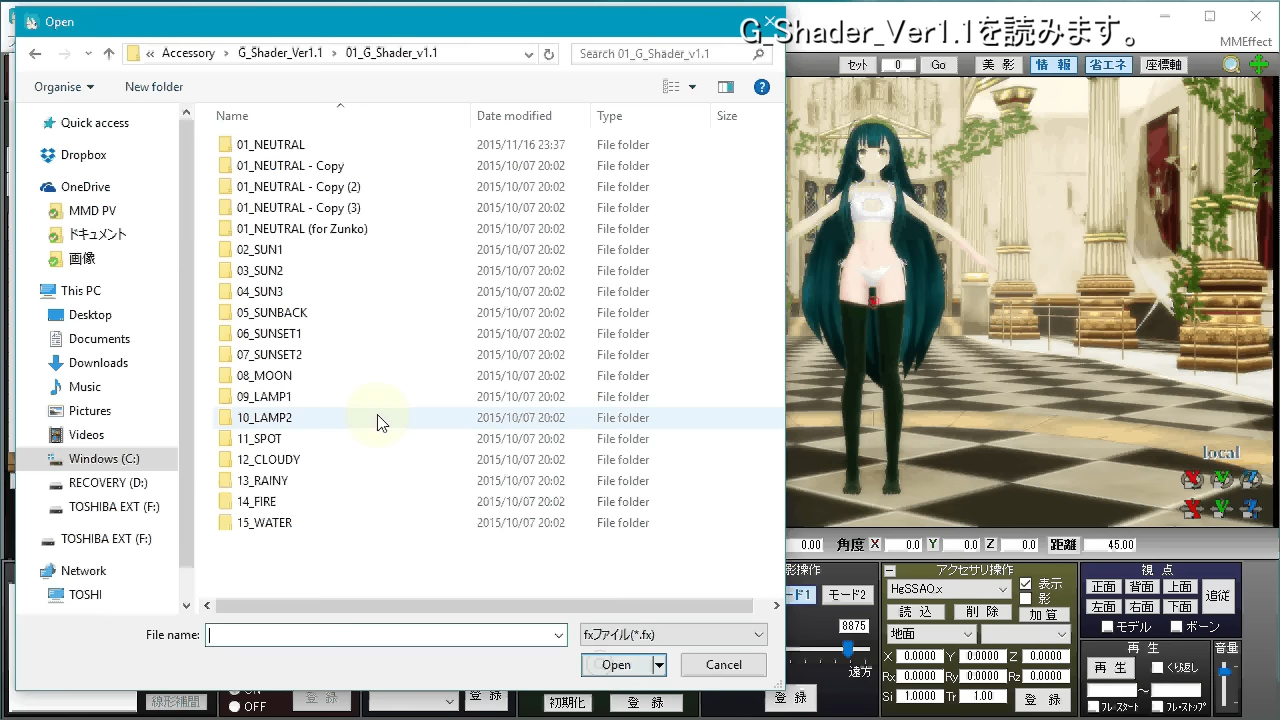 Open
G_Shader_Ver1.1を読みます。
MMEffect
« Accessory › G_Shader_Ver1.1 › 01_G_Shader_v1.1
Search 01_G_Shader_v1.1
セット 0 Go 美影 情報 省エネ 座標軸
Organise New folder
Name Date modified Type Size
Quick access
Dropbox
OneDrive
MMD PV
ドキュメント
画像
This PC
Desktop
Documents
Downloads
Music
Pictures
Videos
Windows (C:)
RECOVERY (D:)
TOSHIBA EXT (F:)
TOSHIBA EXT (F:)
Network
TOSHI
01_NEUTRAL 2015/11/16 23:37 File folder
01_NEUTRAL - Copy 2015/10/07 20:02 File folder
01_NEUTRAL - Copy (2) 2015/10/07 20:02 File folder
01_NEUTRAL - Copy (3) 2015/10/07 20:02 File folder
01_NEUTRAL (for Zunko) 2015/10/07 20:02 File folder
02_SUN1 2015/10/07 20:02 File folder
03_SUN2 2015/10/07 20:02 File folder
04_SUN3 2015/10/07 20:02 File folder
05_SUNBACK 2015/10/07 20:02 File folder
06_SUNSET1 2015/10/07 20:02 File folder
07_SUNSET2 2015/10/07 20:02 File folder
08_MOON 2015/10/07 20:02 File folder
09_LAMP1 2015/10/07 20:02 File folder
10_LAMP2 2015/10/07 20:02 File folder
11_SPOT 2015/10/07 20:02 File folder
12_CLOUDY 2015/10/07 20:02 File folder
13_RAINY 2015/10/07 20:02 File folder
14_FIRE 2015/10/07 20:02 File folder
15_WATER 2015/10/07 20:02 File folder
File name:
fxファイル(*.fx)
Open Cancel
local
X Y Z
X Y Z
0.00 角度 X 0.0 Y 0.0 Z 0.0 距離 45.00
影操作
ード1 モード2
8875
遠方
登 録
アクセサリ操作
HgSSAO.x 表示
影
読 込 削 除 加 算
地面
X 0.0000 Y 0.0000 Z 0.0000
Rx 0.0000 Ry 0.0000 Rz 0.0000
Si 1.0000 Tr 1.00 登 録
視 点
正面 背面 上面 追従
左面 右面 下面
モデル ボーン
再 生 音量
再 生 くり返し
～
フレ・スタート フレ・ストップ
線形補間 OFF 登 録 登 録 初期化 登 録